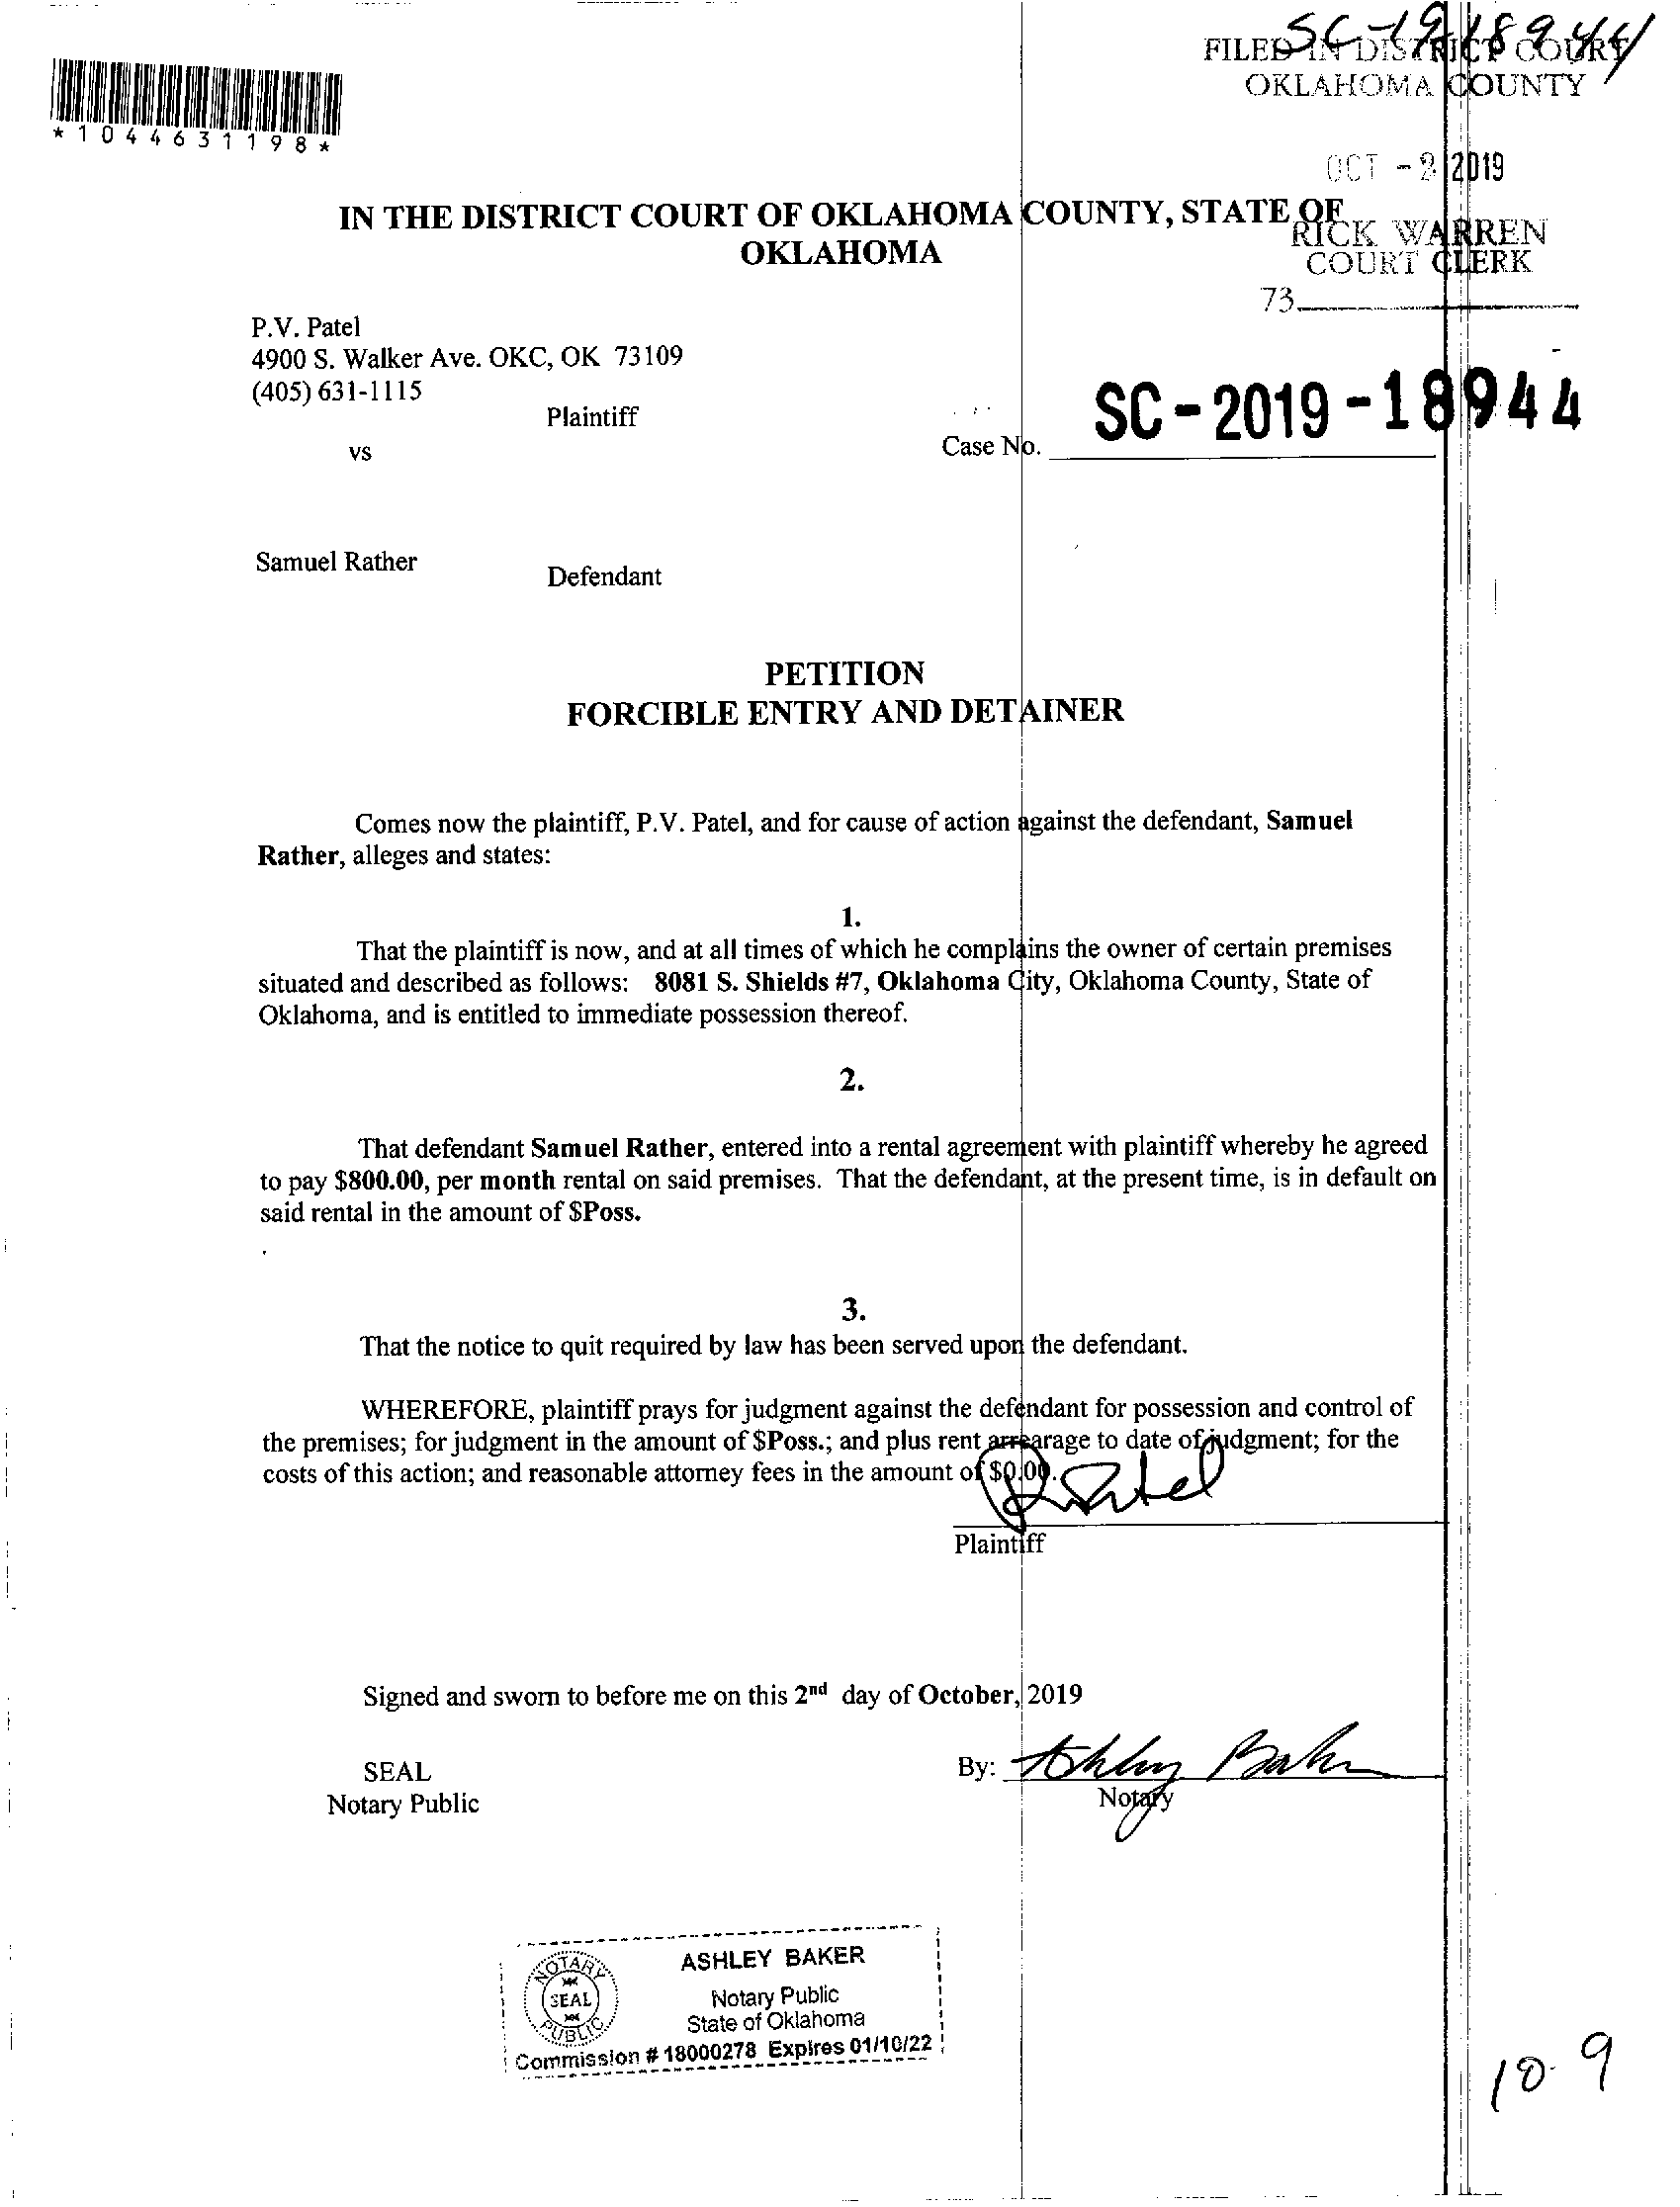 SC-19-18944
FILED IN DISTRICT COURT
OKLAHOMA COUNTY
*1044631198*
OCT - 2 2019
IN THE DISTRICT COURT OF OKLAHOMA COUNTY, STATE OF
OKLAHOMA
RICK WARREN
COURT CLERK
73
P.V. Patel
4900 S. Walker Ave. OKC, OK 73109
(405) 631-1115
Plaintiff
vs
Case No. SC-2019-18944
Samuel Rather
Defendant
PETITION
FORCIBLE ENTRY AND DETAINER
Comes now the plaintiff, P.V. Patel, and for cause of action against the defendant, Samuel
Rather, alleges and states:
1.
That the plaintiff is now, and at all times of which he complains the owner of certain premises
situated and described as follows: 8081 S. Shields #7, Oklahoma City, Oklahoma County, State of
Oklahoma, and is entitled to immediate possession thereof.
2.
That defendant Samuel Rather, entered into a rental agreement with plaintiff whereby he agreed
to pay $800.00, per month rental on said premises. That the defendant, at the present time, is in default on
said rental in the amount of $Poss.
3.
That the notice to quit required by law has been served upon the defendant.
WHEREFORE, plaintiff prays for judgment against the defendant for possession and control of
the premises; for judgment in the amount of $Poss.; and plus rent arrearage to date of judgment; for the
costs of this action; and reasonable attorney fees in the amount of $0.00.
Plaintiff
Signed and sworn to before me on this 2nd day of October, 2019
SEAL
Notary Public
By: Ashley Baker
Notary
NOTARY
SEAL
PUBLIC
ASHLEY BAKER
Notary Public
State of Oklahoma
Commission # 18000278 Expires 01/10/22
10-9